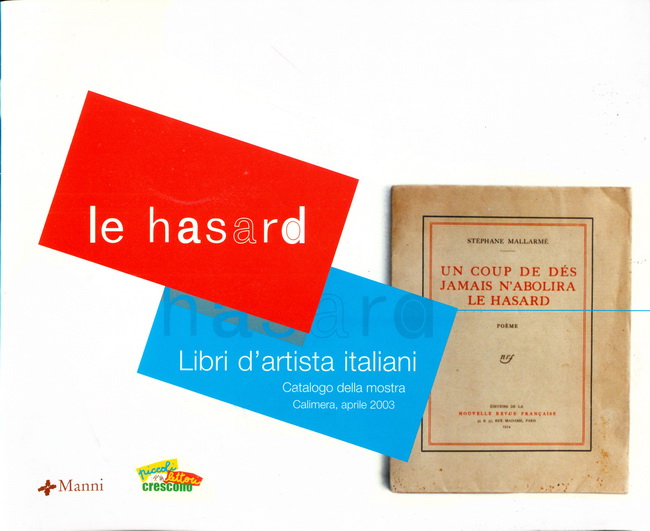 le hasard
hasard
Libri d'artista italiani
Catalogo della mostra
Calimera, aprile 2003
STÉPHANE MALLARMÉ
UN COUP DE DÉS
JAMAIS N'ABOLIRA
LE HASARD
POÈME
nrf
ÉDITIONS DE LA
NOUVELLE REVUE FRANÇAISE
PARIS
1914
Manni
piccoli
lettori
crescono